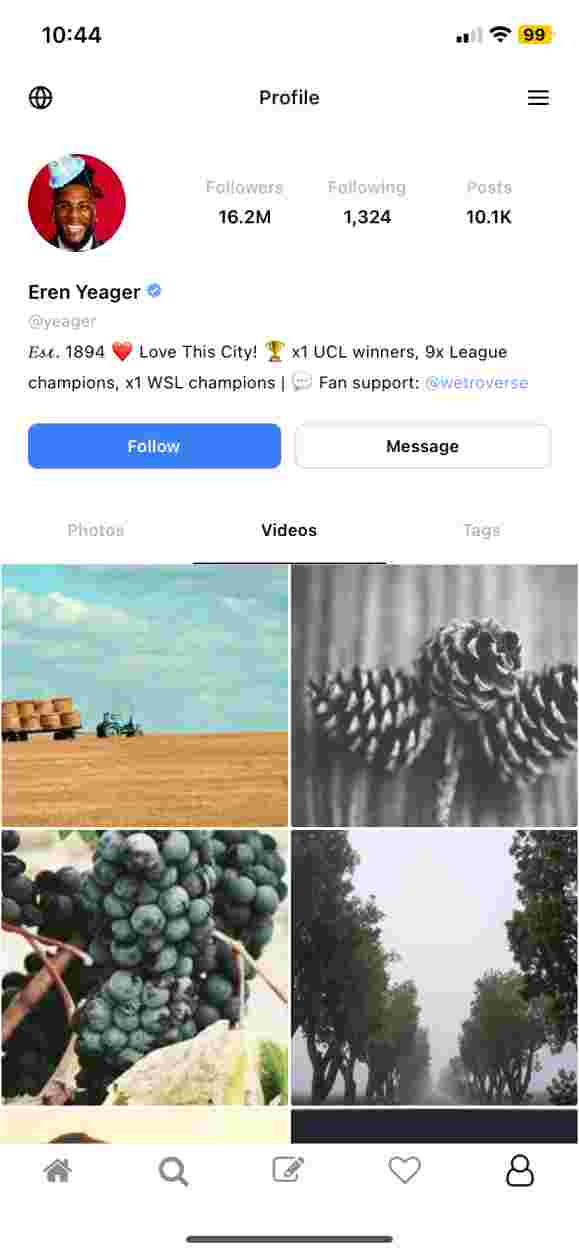 10:44
99
Profile
Followers Following Posts
16.2M 1,324 10.1K
Eren Yeager
@yeager
𝓔𝓼𝓽. 1894 ❤️ Love This City! 🏆 x1 UCL winners, 9x League
champions, x1 WSL champions | 💬 Fan support: @wetroverse
Follow Message
Photos Videos Tags